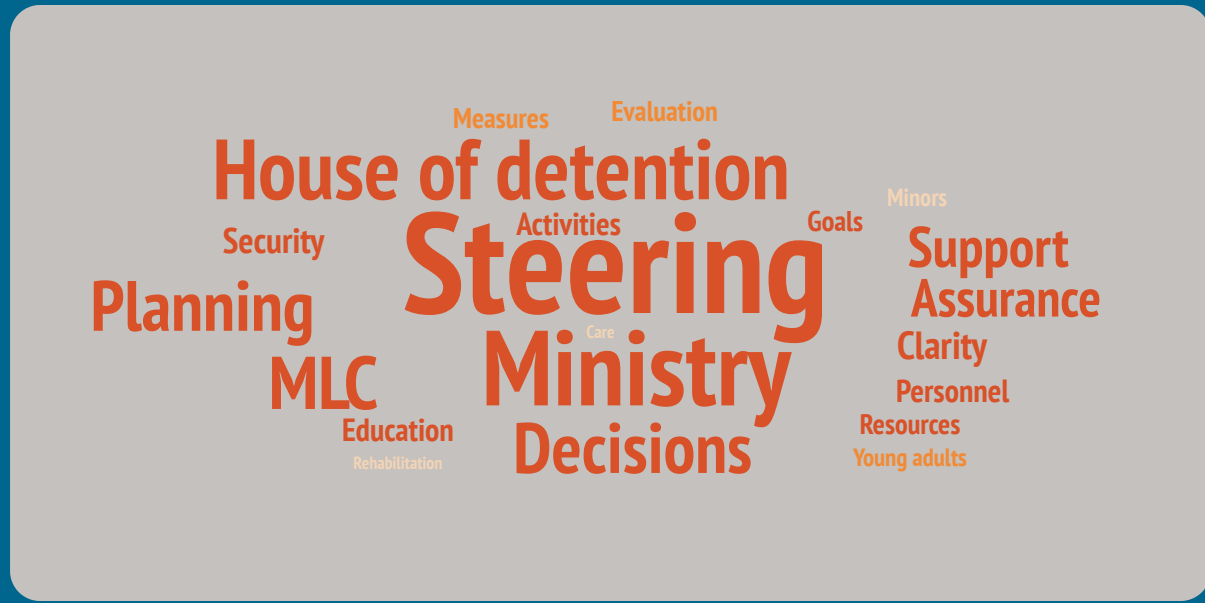 Measures
Evaluation
House of detention
Minors
Activities
Goals
Security
Steering
Support
Planning
Assurance
Care
Clarity
Ministry
MLC
Personnel
Resources
Education
Decisions
Young adults
Rehabilitation